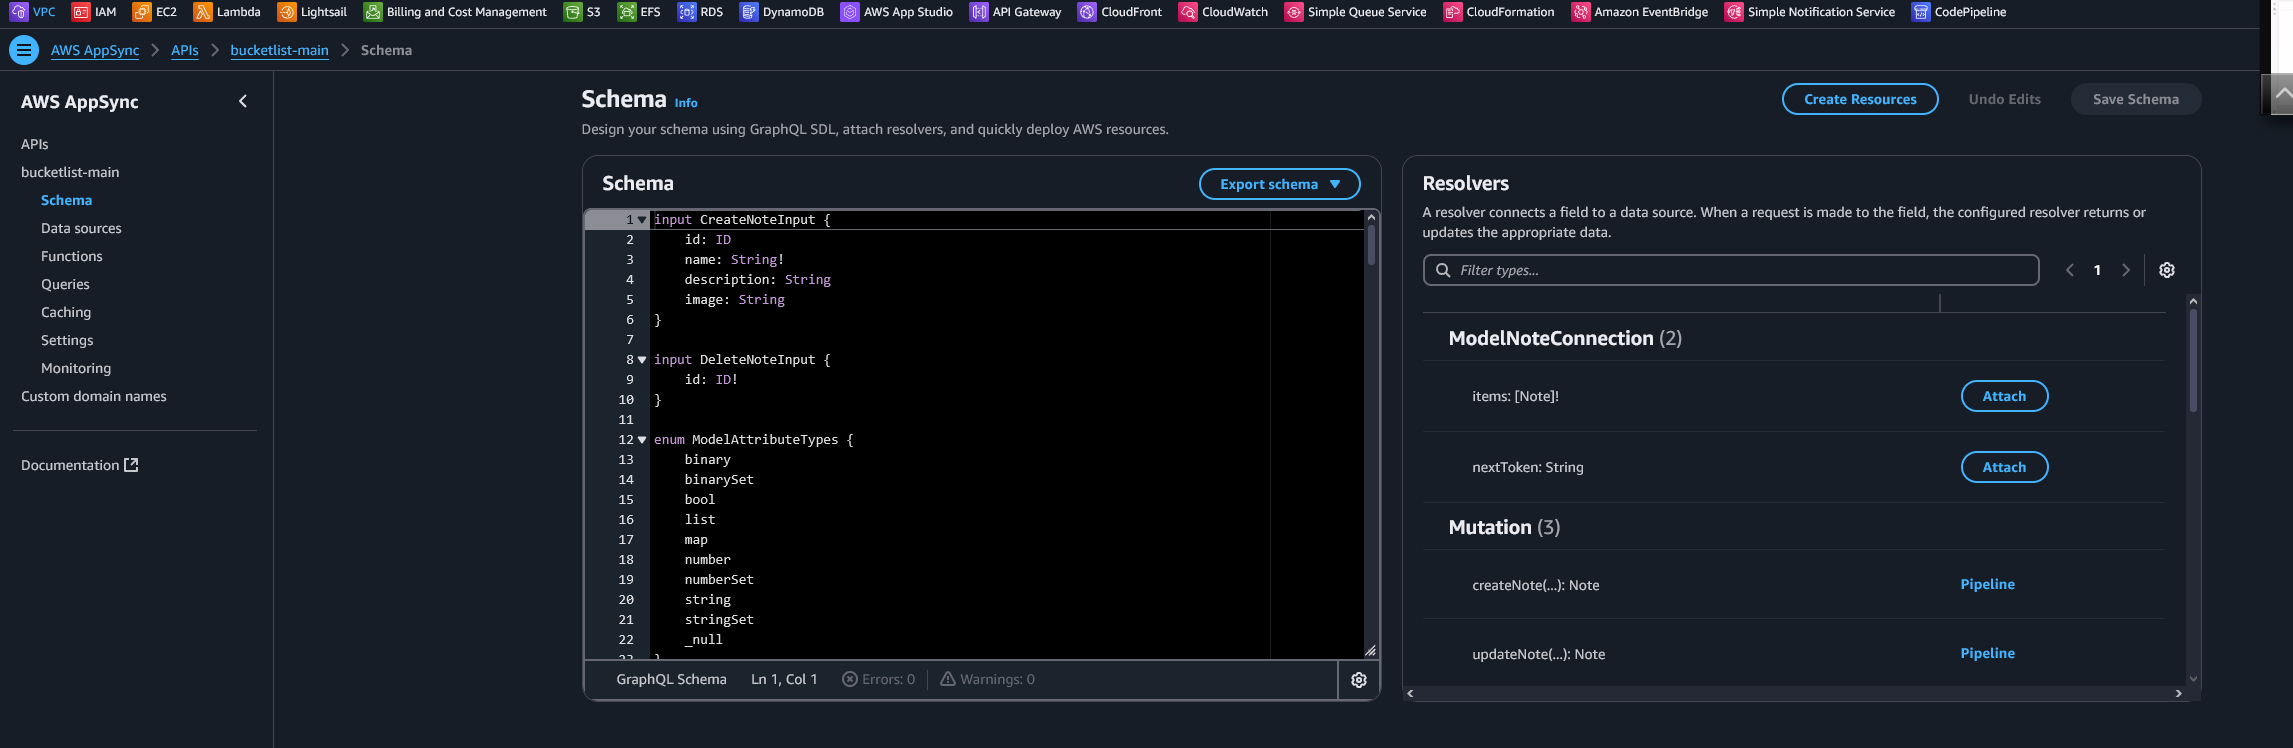 VPC IAM EC2 Lambda Lightsail Billing and Cost Management S3 EFS RDS DynamoDB AWS App Studio API Gateway CloudFront CloudWatch Simple Queue Service CloudFormation Amazon EventBridge Simple Notification Service CodePipeline
AWS AppSync > APIs > bucketlist-main > Schema
AWS AppSync
APIs
bucketlist-main
Schema
Data sources
Functions
Queries
Caching
Settings
Monitoring
Custom domain names
Documentation
Schema Info
Design your schema using GraphQL SDL, attach resolvers, and quickly deploy AWS resources.
Create Resources
Undo Edits
Save Schema
Schema
Export schema
1 input CreateNoteInput {
2 id: ID
3 name: String!
4 description: String
5 image: String
6 }
7
8 input DeleteNoteInput {
9 id: ID!
10 }
11
12 enum ModelAttributeTypes {
13 binary
14 binarySet
15 bool
16 list
17 map
18 number
19 numberSet
20 string
21 stringSet
22 _null
23 }
GraphQL Schema Ln 1, Col 1 Errors: 0 Warnings: 0
Resolvers
A resolver connects a field to a data source. When a request is made to the field, the configured resolver returns or
updates the appropriate data.
Filter types...
1
ModelNoteConnection (2)
items: [Note]! Attach
nextToken: String Attach
Mutation (3)
createNote(...): Note Pipeline
updateNote(...): Note Pipeline